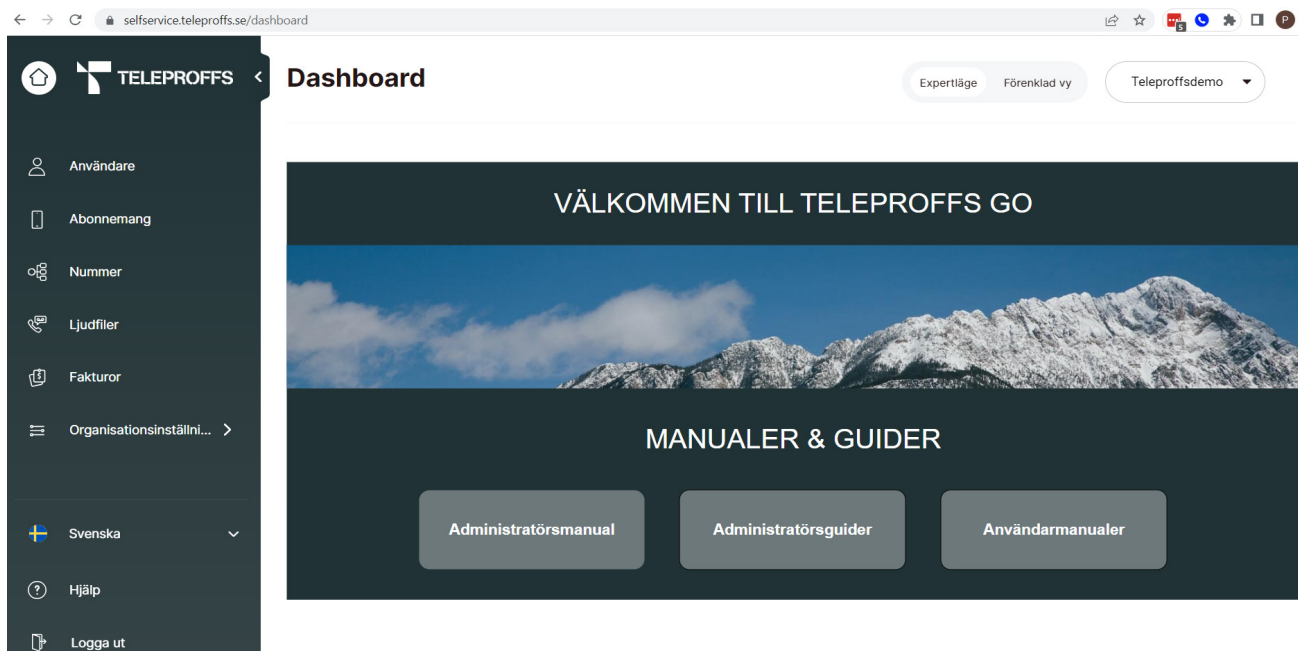 selfservice.teleproffs.se/dashboard
5
P
TELEPROFFS
Dashboard
Expertläge
Förenklad vy
Teleproffsdemo
Användare
Abonnemang
Nummer
Ljudfiler
Fakturor
Organisationsinställni...
Svenska
Hjälp
Logga ut
VÄLKOMMEN TILL TELEPROFFS GO
MANUALER & GUIDER
Administratörsmanual
Administratörsguider
Användarmanualer